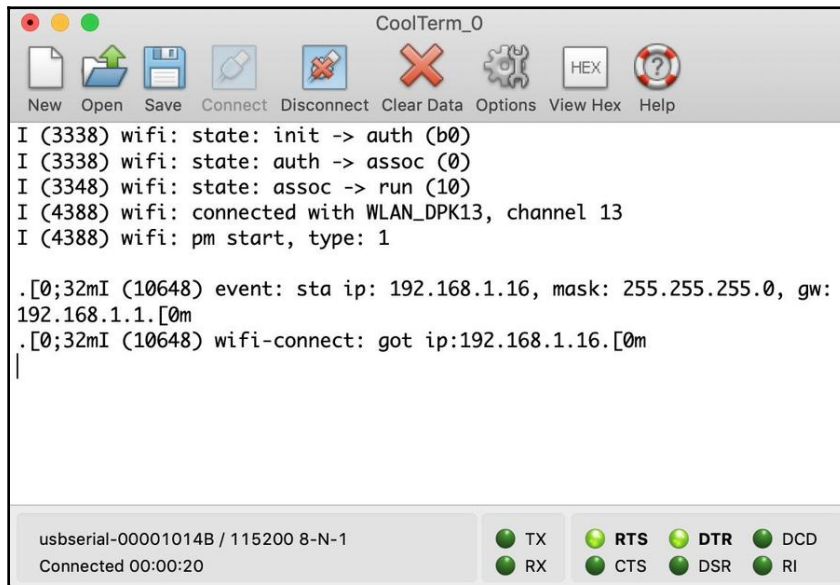 CoolTerm_0
HEX
New Open Save Connect Disconnect Clear Data Options View Hex Help
I (3338) wifi: state: init -> auth (b0)
I (3338) wifi: state: auth -> assoc (0)
I (3348) wifi: state: assoc -> run (10)
I (4388) wifi: connected with WLAN_DPK13, channel 13
I (4388) wifi: pm start, type: 1
.[0;32mI (10648) event: sta ip: 192.168.1.16, mask: 255.255.255.0, gw:
192.168.1.1.[0m
.[0;32mI (10648) wifi-connect: got ip:192.168.1.16.[0m
usbserial-00001014B / 115200 8-N-1
Connected 00:00:20
TX RTS DTR DCD
RX CTS DSR RI